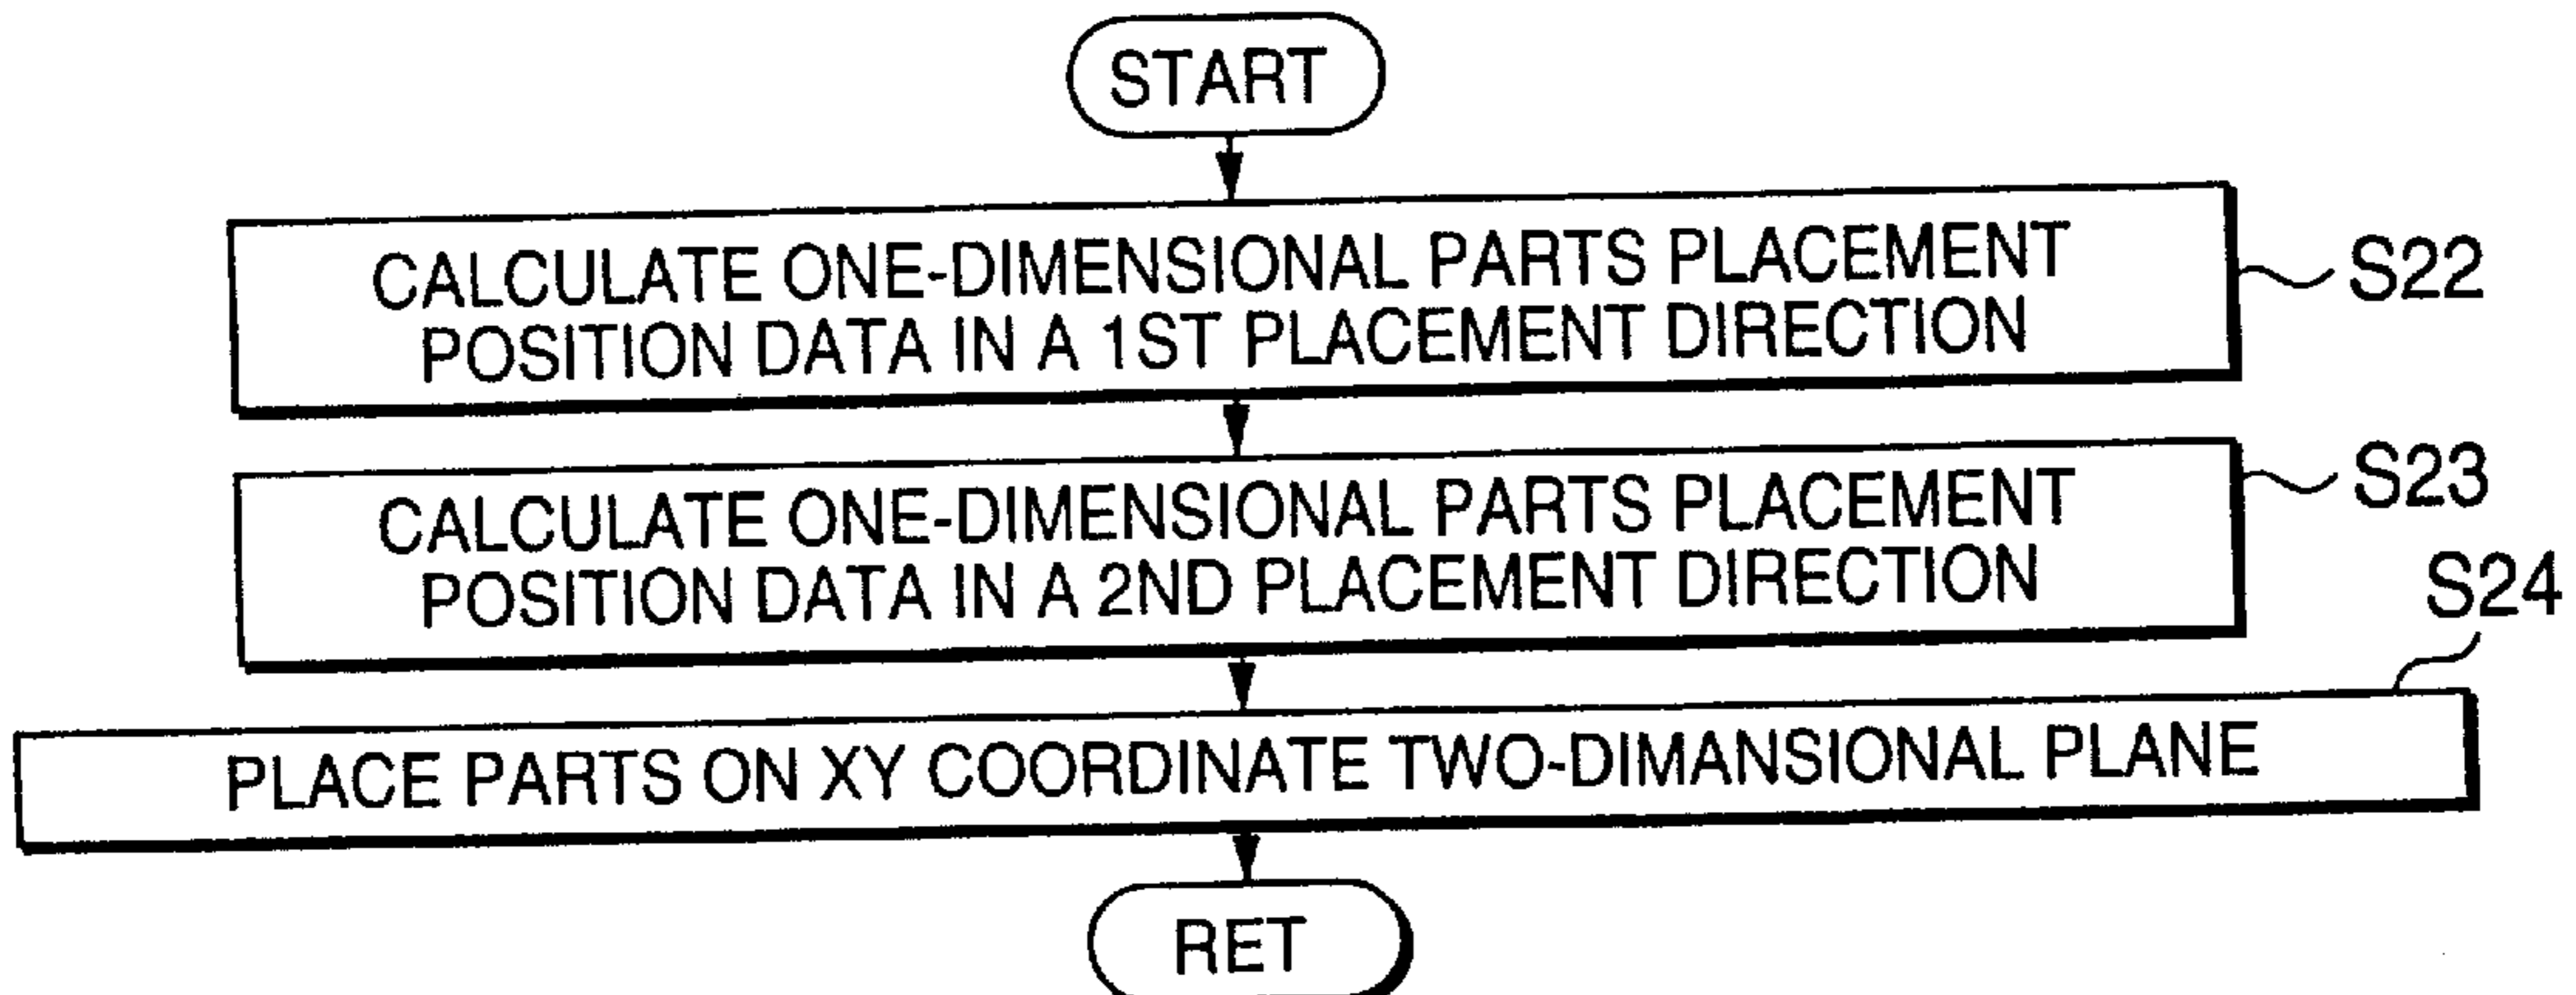 START
CALCULATE ONE-DIMENSIONAL PARTS PLACEMENT
POSITION DATA IN A 1ST PLACEMENT DIRECTION
S22
CALCULATE ONE-DIMENSIONAL PARTS PLACEMENT
POSITION DATA IN A 2ND PLACEMENT DIRECTION
S23
S24
PLACE PARTS ON XY COORDINATE TWO-DIMANSIONAL PLANE
RET